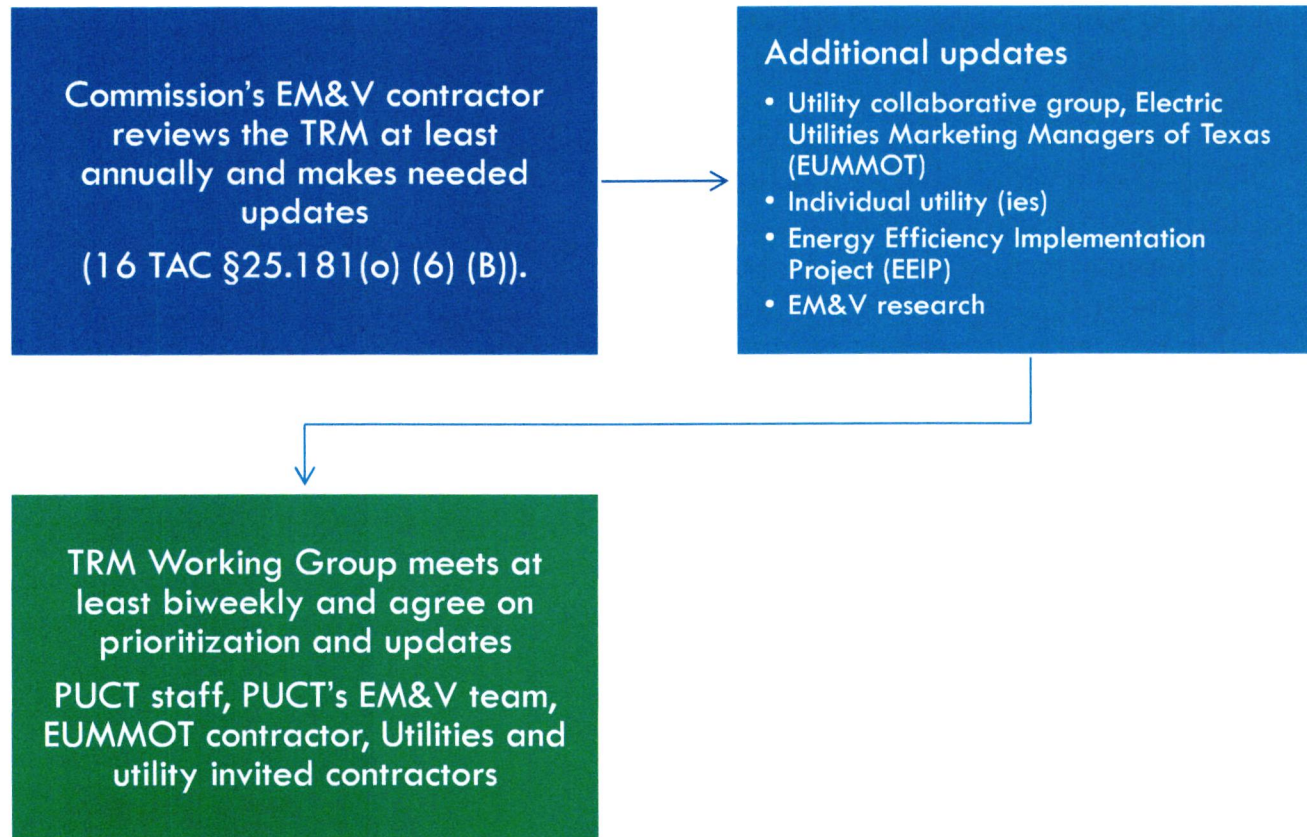 Commission's EM&V contractor
reviews the TRM at least
annually and makes needed
updates
(16 TAC §25.181(o) (6) (B)).
Additional updates
• Utility collaborative group, Electric
Utilities Marketing Managers of Texas
(EUMMOT)
• Individual utility (ies)
• Energy Efficiency Implementation
Project (EEIP)
• EM&V research
TRM Working Group meets at
least biweekly and agree on
prioritization and updates
PUCT staff, PUCT's EM&V team,
EUMMOT contractor, Utilities and
utility invited contractors